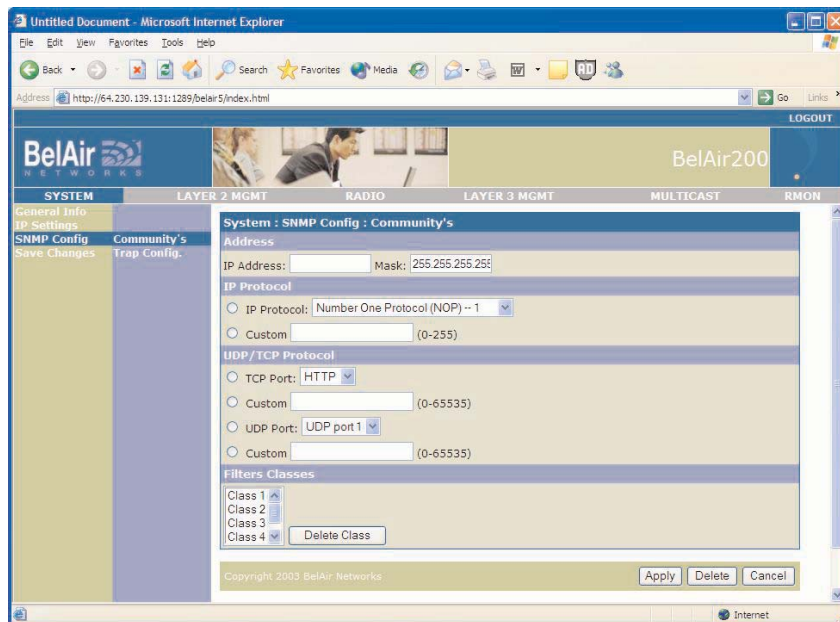 Untitled Document - Microsoft Internet Explorer
File Edit View Favorites Tools Help
Back Search Favorites Media
Address http://64.230.139.131:1289/belair5/index.html Go Links
LOGOUT
BelAir
NETWORKS
BelAir200
SYSTEM LAYER 2 MGMT RADIO LAYER 3 MGMT MULTICAST RMON
General Info
IP Settings
SNMP Config Community's
Save Changes Trap Config.
System : SNMP Config : Community's
Address
IP Address: Mask: 255.255.255.255
IP Protocol
IP Protocol: Number One Protocol (NOP) -- 1
Custom (0-255)
UDP/TCP Protocol
TCP Port: HTTP
Custom (0-65535)
UDP Port: UDP port 1
Custom (0-65535)
Filters Classes
Class 1
Class 2
Class 3
Class 4 Delete Class
Copyright 2003 BelAir Networks Apply Delete Cancel
Internet